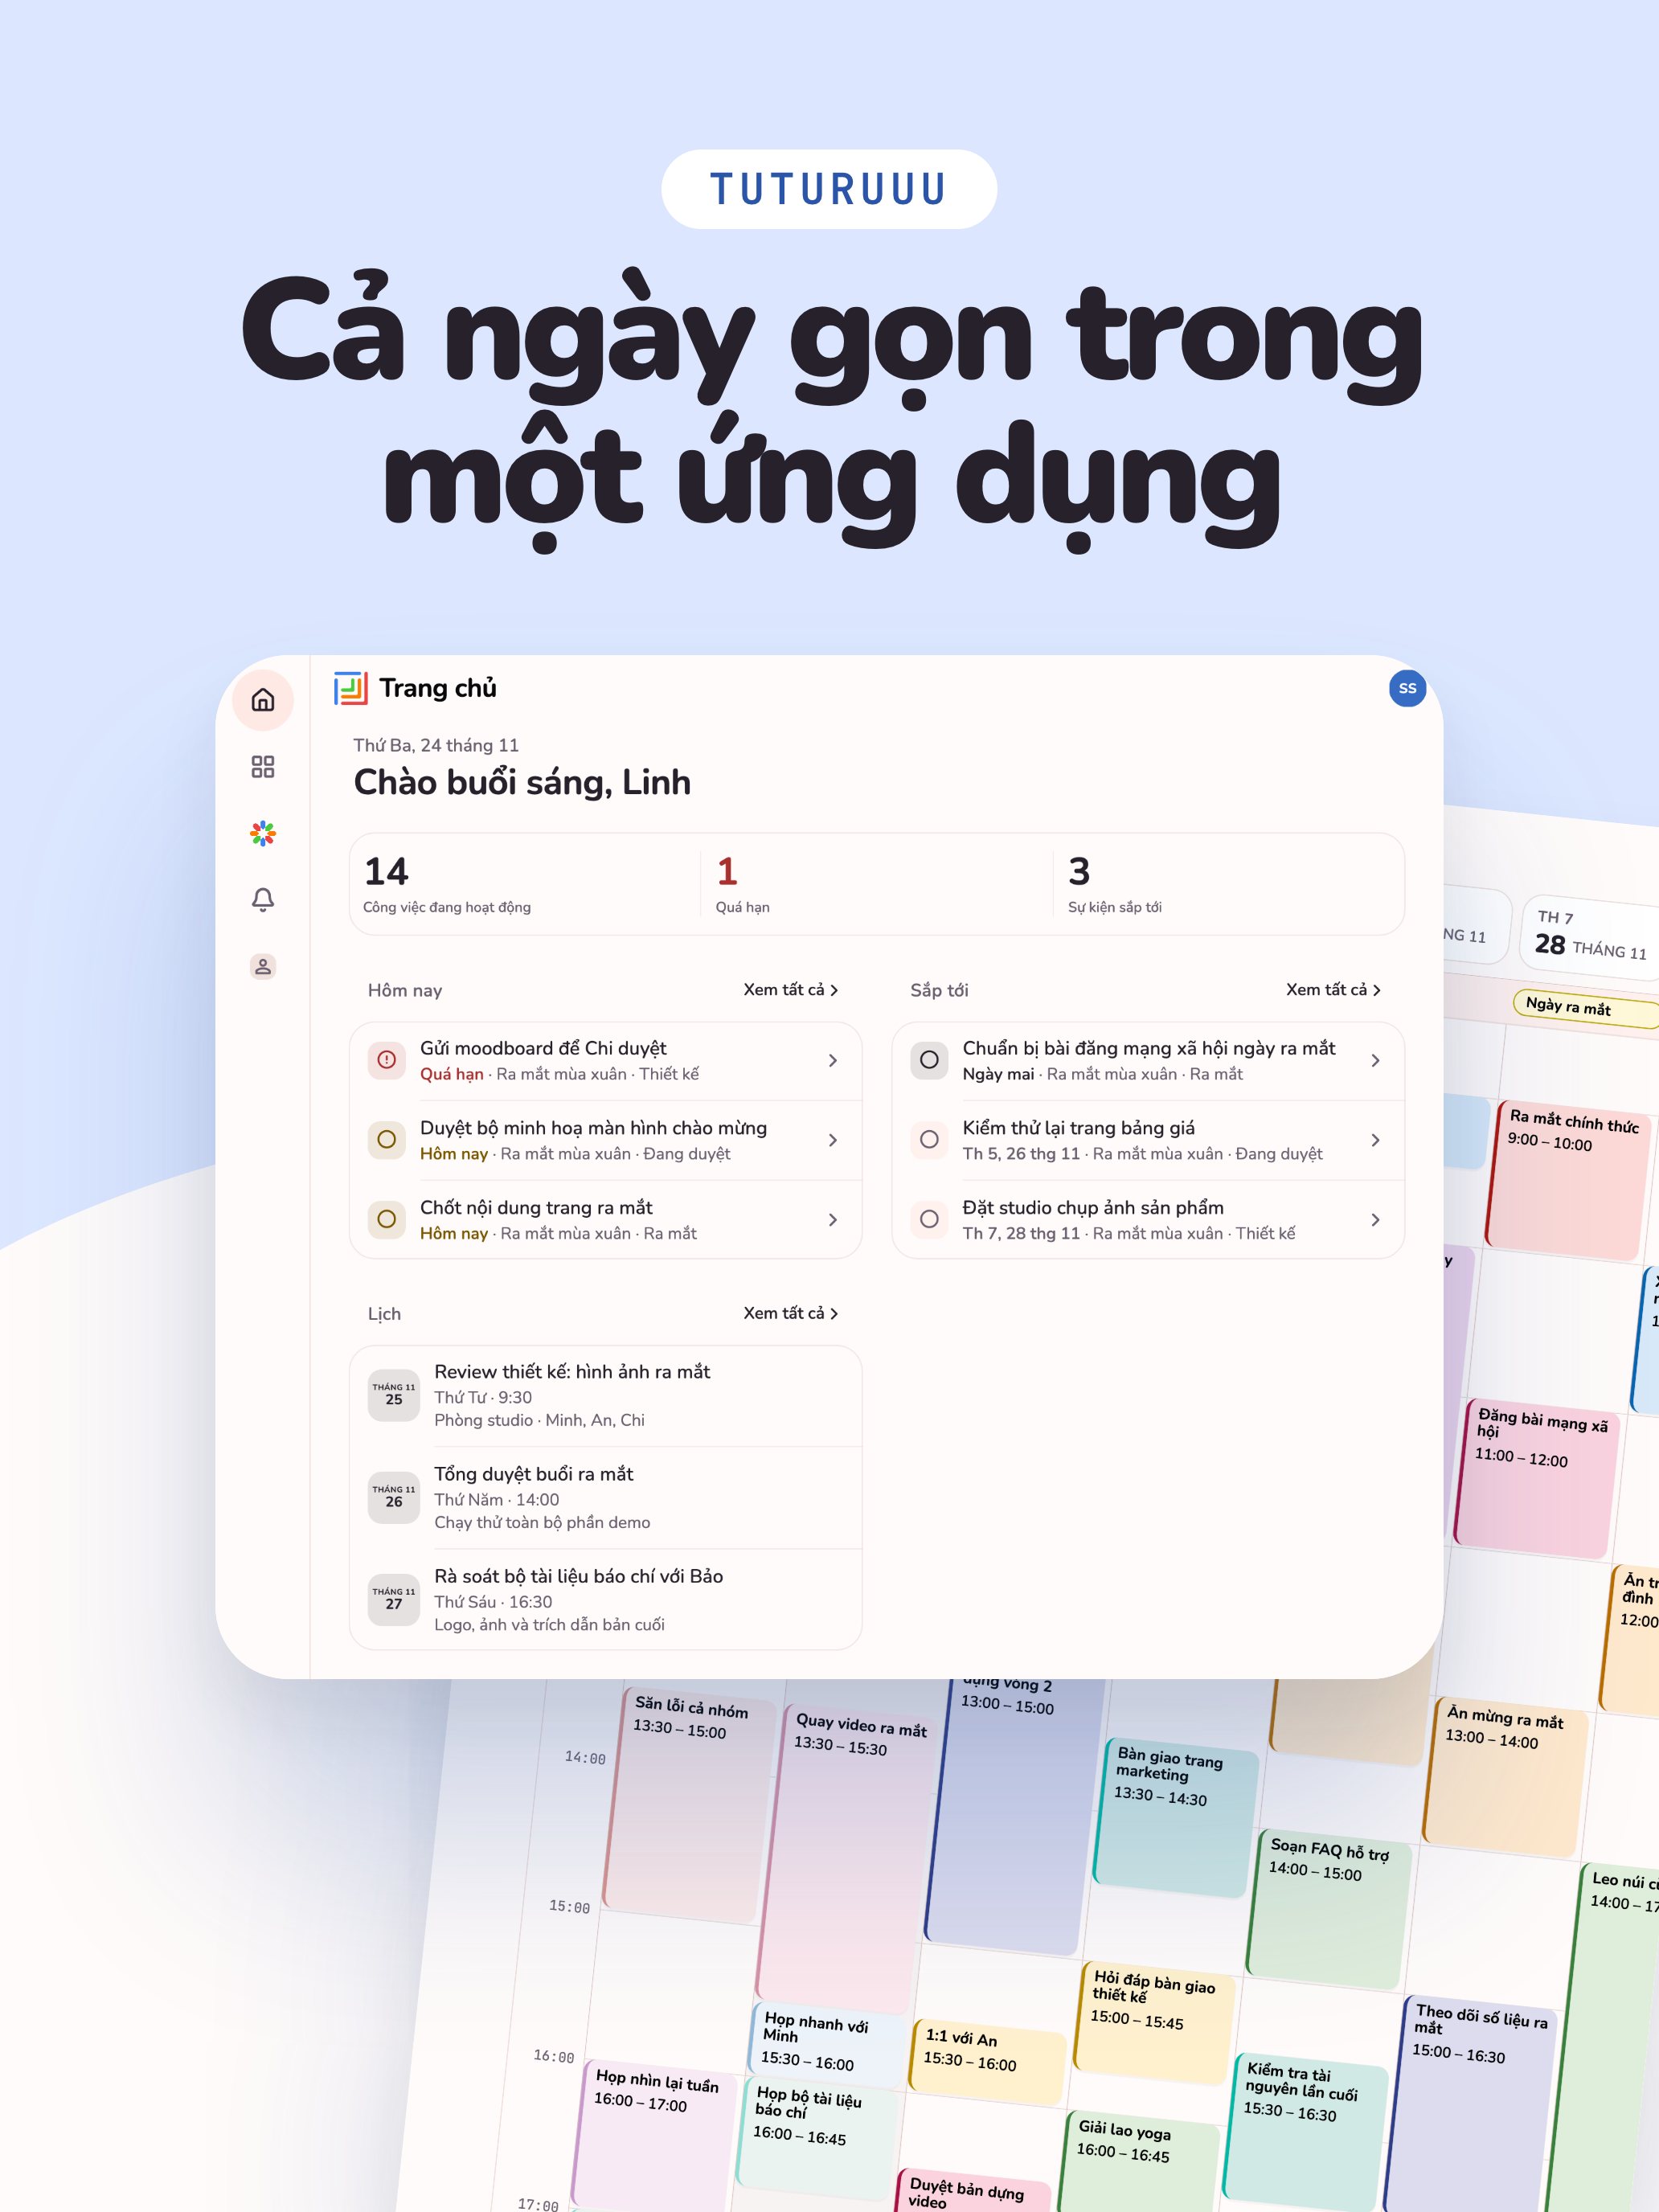 TUTURUUU
Cả ngày gọn trong
một ứng dụng
Trang chủ
SS
Thứ Ba, 24 tháng 11
Chào buổi sáng, Linh
14
Công việc đang hoạt động
1
Quá hạn
3
Sự kiện sắp tới
Hôm nay
Xem tất cả
Gửi moodboard để Chi duyệt
Quá hạn · Ra mắt mùa xuân · Thiết kế
Duyệt bộ minh hoạ màn hình chào mừng
Hôm nay · Ra mắt mùa xuân · Đang duyệt
Chốt nội dung trang ra mắt
Hôm nay · Ra mắt mùa xuân · Ra mắt
Sắp tới
Xem tất cả
Chuẩn bị bài đăng mạng xã hội ngày ra mắt
Ngày mai · Ra mắt mùa xuân · Ra mắt
Kiểm thử lại trang bảng giá
Th 5, 26 thg 11 · Ra mắt mùa xuân · Đang duyệt
Đặt studio chụp ảnh sản phẩm
Th 7, 28 thg 11 · Ra mắt mùa xuân · Thiết kế
Lịch
Xem tất cả
THÁNG 11
25
Review thiết kế: hình ảnh ra mắt
Thứ Tư · 9:30
Phòng studio · Minh, An, Chi
THÁNG 11
26
Tổng duyệt buổi ra mắt
Thứ Năm · 14:00
Chạy thử toàn bộ phần demo
THÁNG 11
27
Rà soát bộ tài liệu báo chí với Bảo
Thứ Sáu · 16:30
Logo, ảnh và trích dẫn bản cuối
NG 11
TH 7
28 THÁNG 11
Ngày ra mắt
Ra mắt chính thức
9:00 – 10:00
y
Đăng bài mạng xã
hội
11:00 – 12:00
Ăn
đình
12:00
Ăn mừng ra mắt
13:00 – 14:00
14:00
15:00
16:00
17:00
Săn lỗi cả nhóm
13:30 – 15:00
Quay video ra mắt
13:30 – 15:30
dựng vòng 2
13:00 – 15:00
Bàn giao trang
marketing
13:30 – 14:30
Soạn FAQ hỗ trợ
14:00 – 15:00
Leo núi
14:00 – 17
Họp nhanh với
Minh
15:30 – 16:00
1:1 với An
15:30 – 16:00
Hỏi đáp bàn giao
thiết kế
15:00 – 15:45
Theo dõi số liệu ra
mắt
15:00 – 16:30
Kiểm tra tài
nguyên lần cuối
15:30 – 16:30
Họp nhìn lại tuần
16:00 – 17:00
Họp bộ tài liệu
báo chí
16:00 – 16:45
Giải lao yoga
16:00 – 16:45
Duyệt bản dựng
video